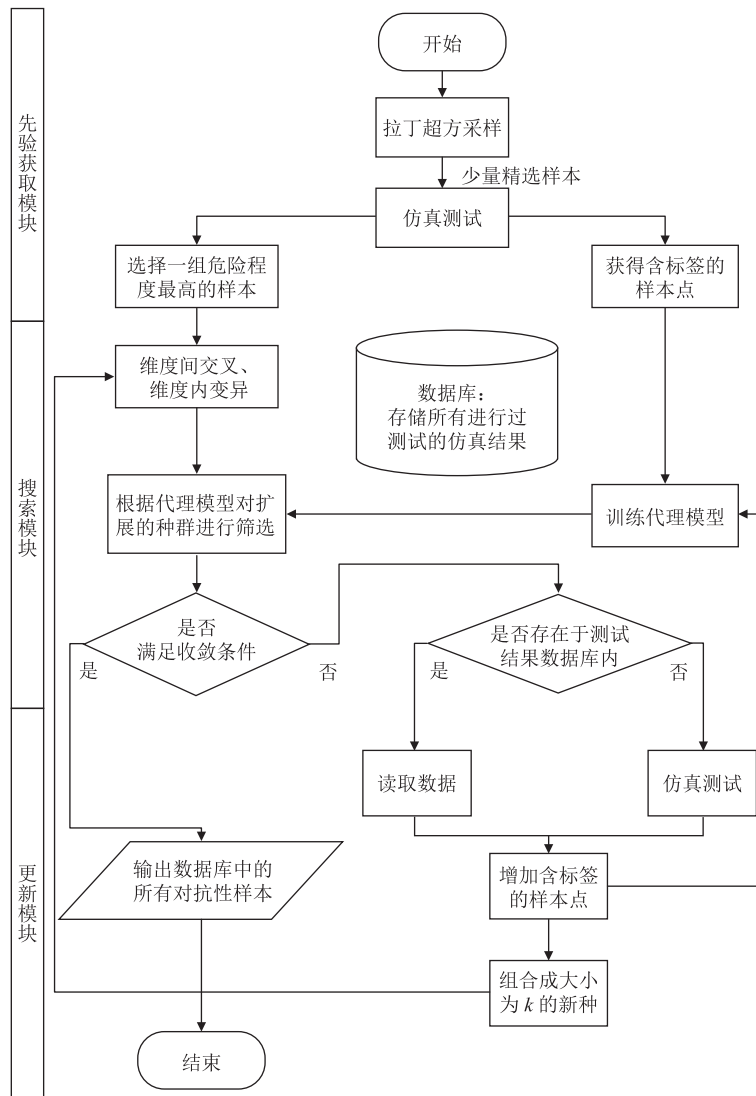 先验获取模块
开始
拉丁超方采样
少量精选样本
仿真测试
选择一组危险程
度最高的样本
获得含标签的
样本点
搜索模块
维度间交叉、
维度内变异
数据库：
存储所有进行过
测试的仿真结果
根据代理模型对扩
展的种群进行筛选
训练代理模型
是否
满足收敛条件
是
否
是否存在于测试
结果数据库内
是
否
更新模块
读取数据
仿真测试
输出数据库中的
所有对抗性样本
增加含标签
的样本点
组合成大小
为 k 的新种
结束